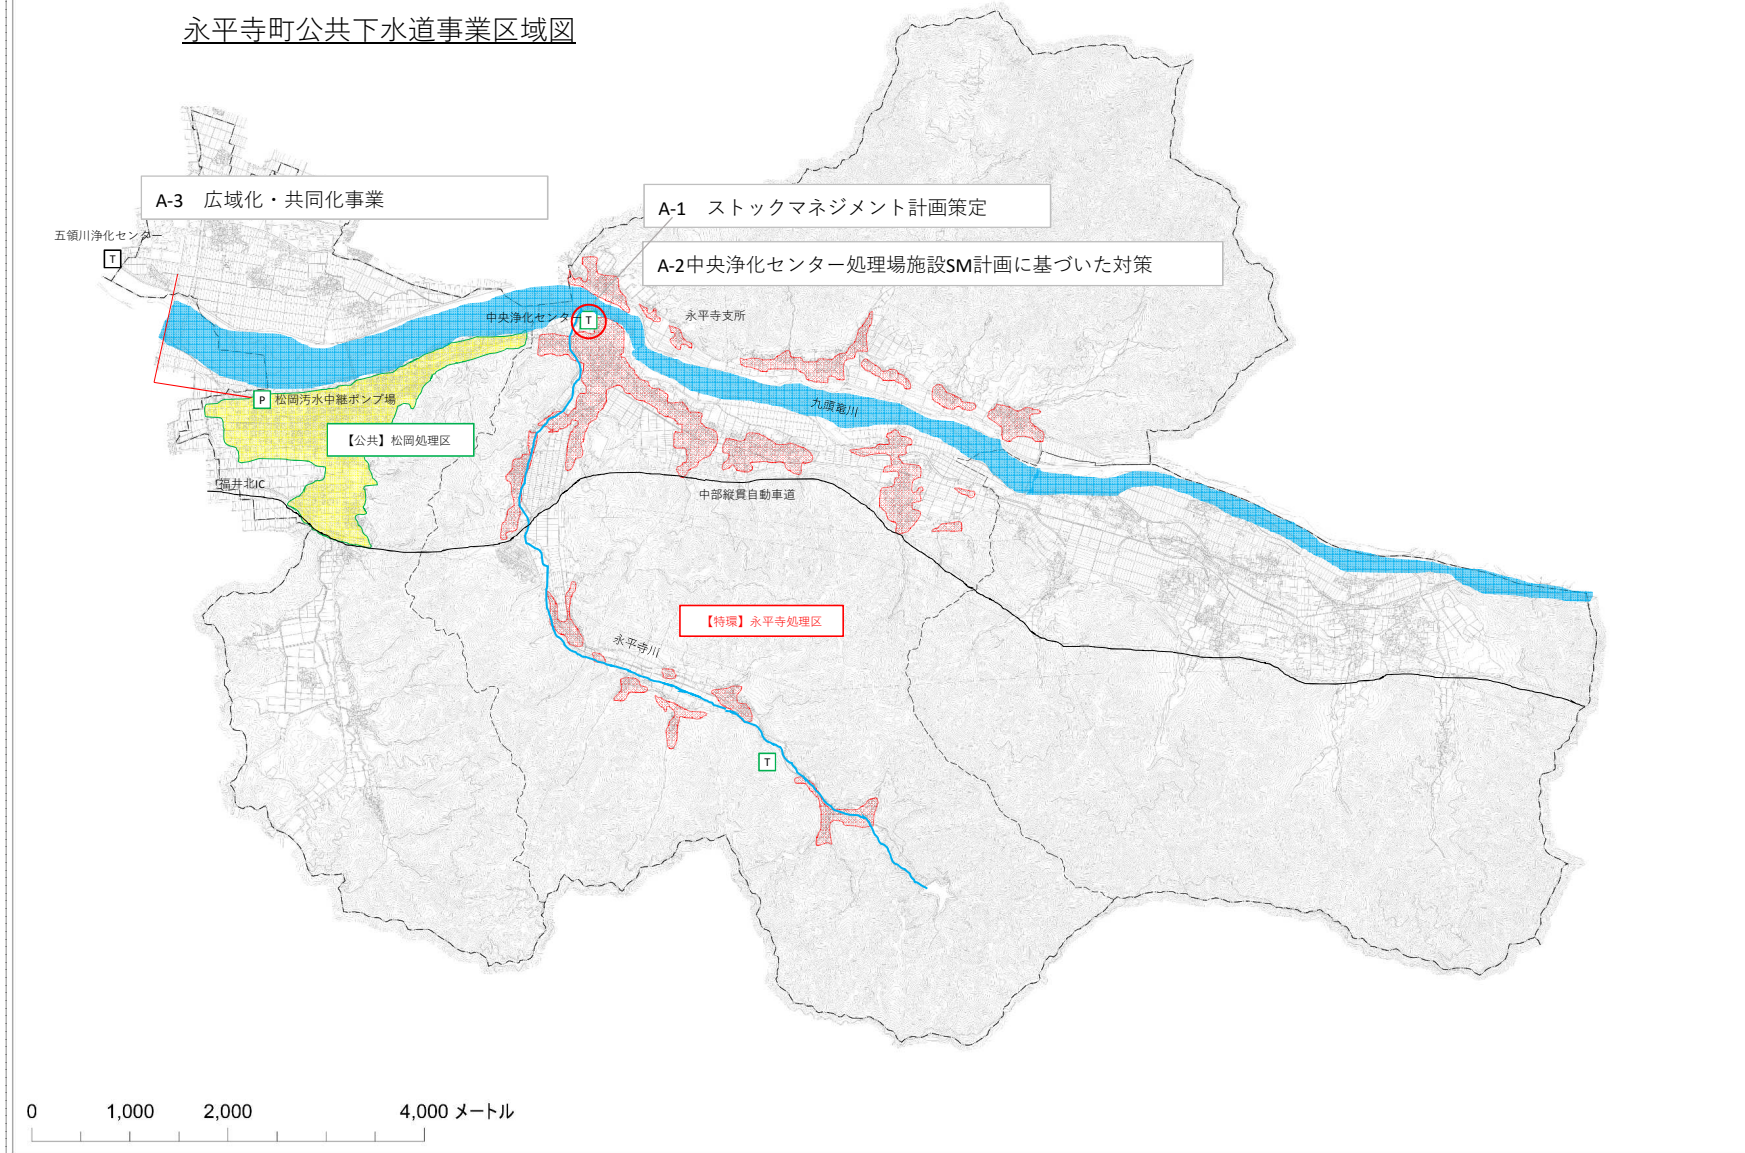 永平寺町公共下水道事業区域図
A-3 広域化・共同化事業
A-1 ストックマネジメント計画策定
五領川浄化センター
T
A-2中央浄化センター処理場施設SM計画に基づいた対策
中央浄化センター
T
永平寺支所
P
松岡汚水中継ポンプ場
九頭竜川
【公共】松岡処理区
福井北IC
中部縦貫自動車道
【特環】永平寺処理区
永平寺川
T
0 1,000 2,000 4,000 メートル